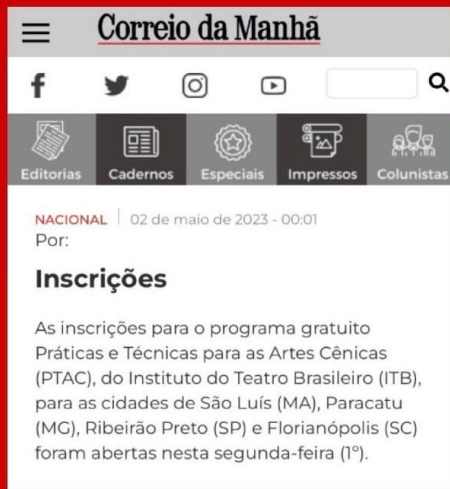 Correio da Manhã
Editorias
Cadernos
Especiais
Impressos
Colunistas
NACIONAL | 02 de maio de 2023 - 00:01
Por:
Inscrições
As inscrições para o programa gratuito
Práticas e Técnicas para as Artes Cênicas
(PTAC), do Instituto do Teatro Brasileiro (ITB),
para as cidades de São Luís (MA), Paracatu
(MG), Ribeirão Preto (SP) e Florianópolis (SC)
foram abertas nesta segunda-feira (1º).